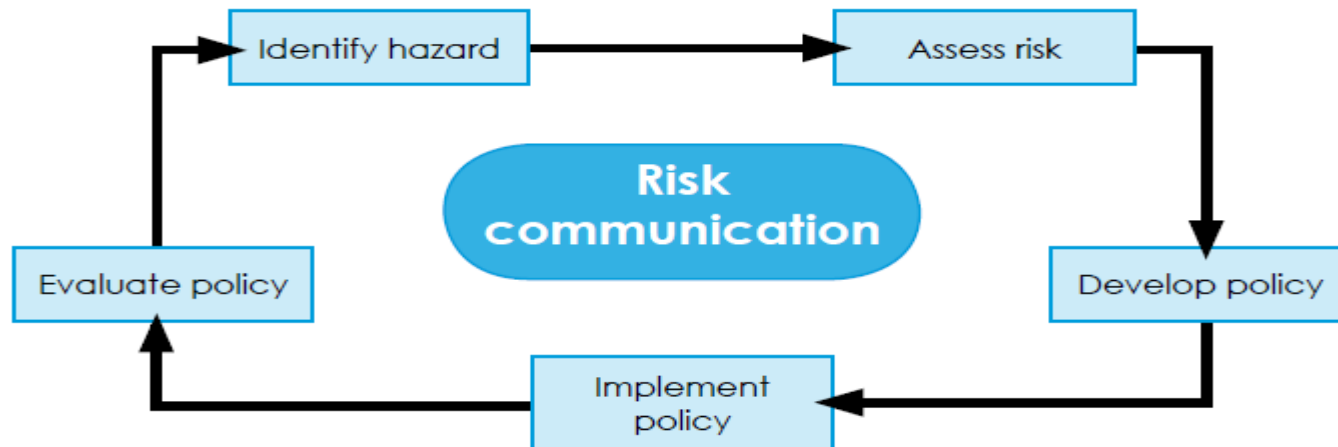 Identify hazard
Assess risk
Risk
communication
Evaluate policy
Develop policy
Implement
policy